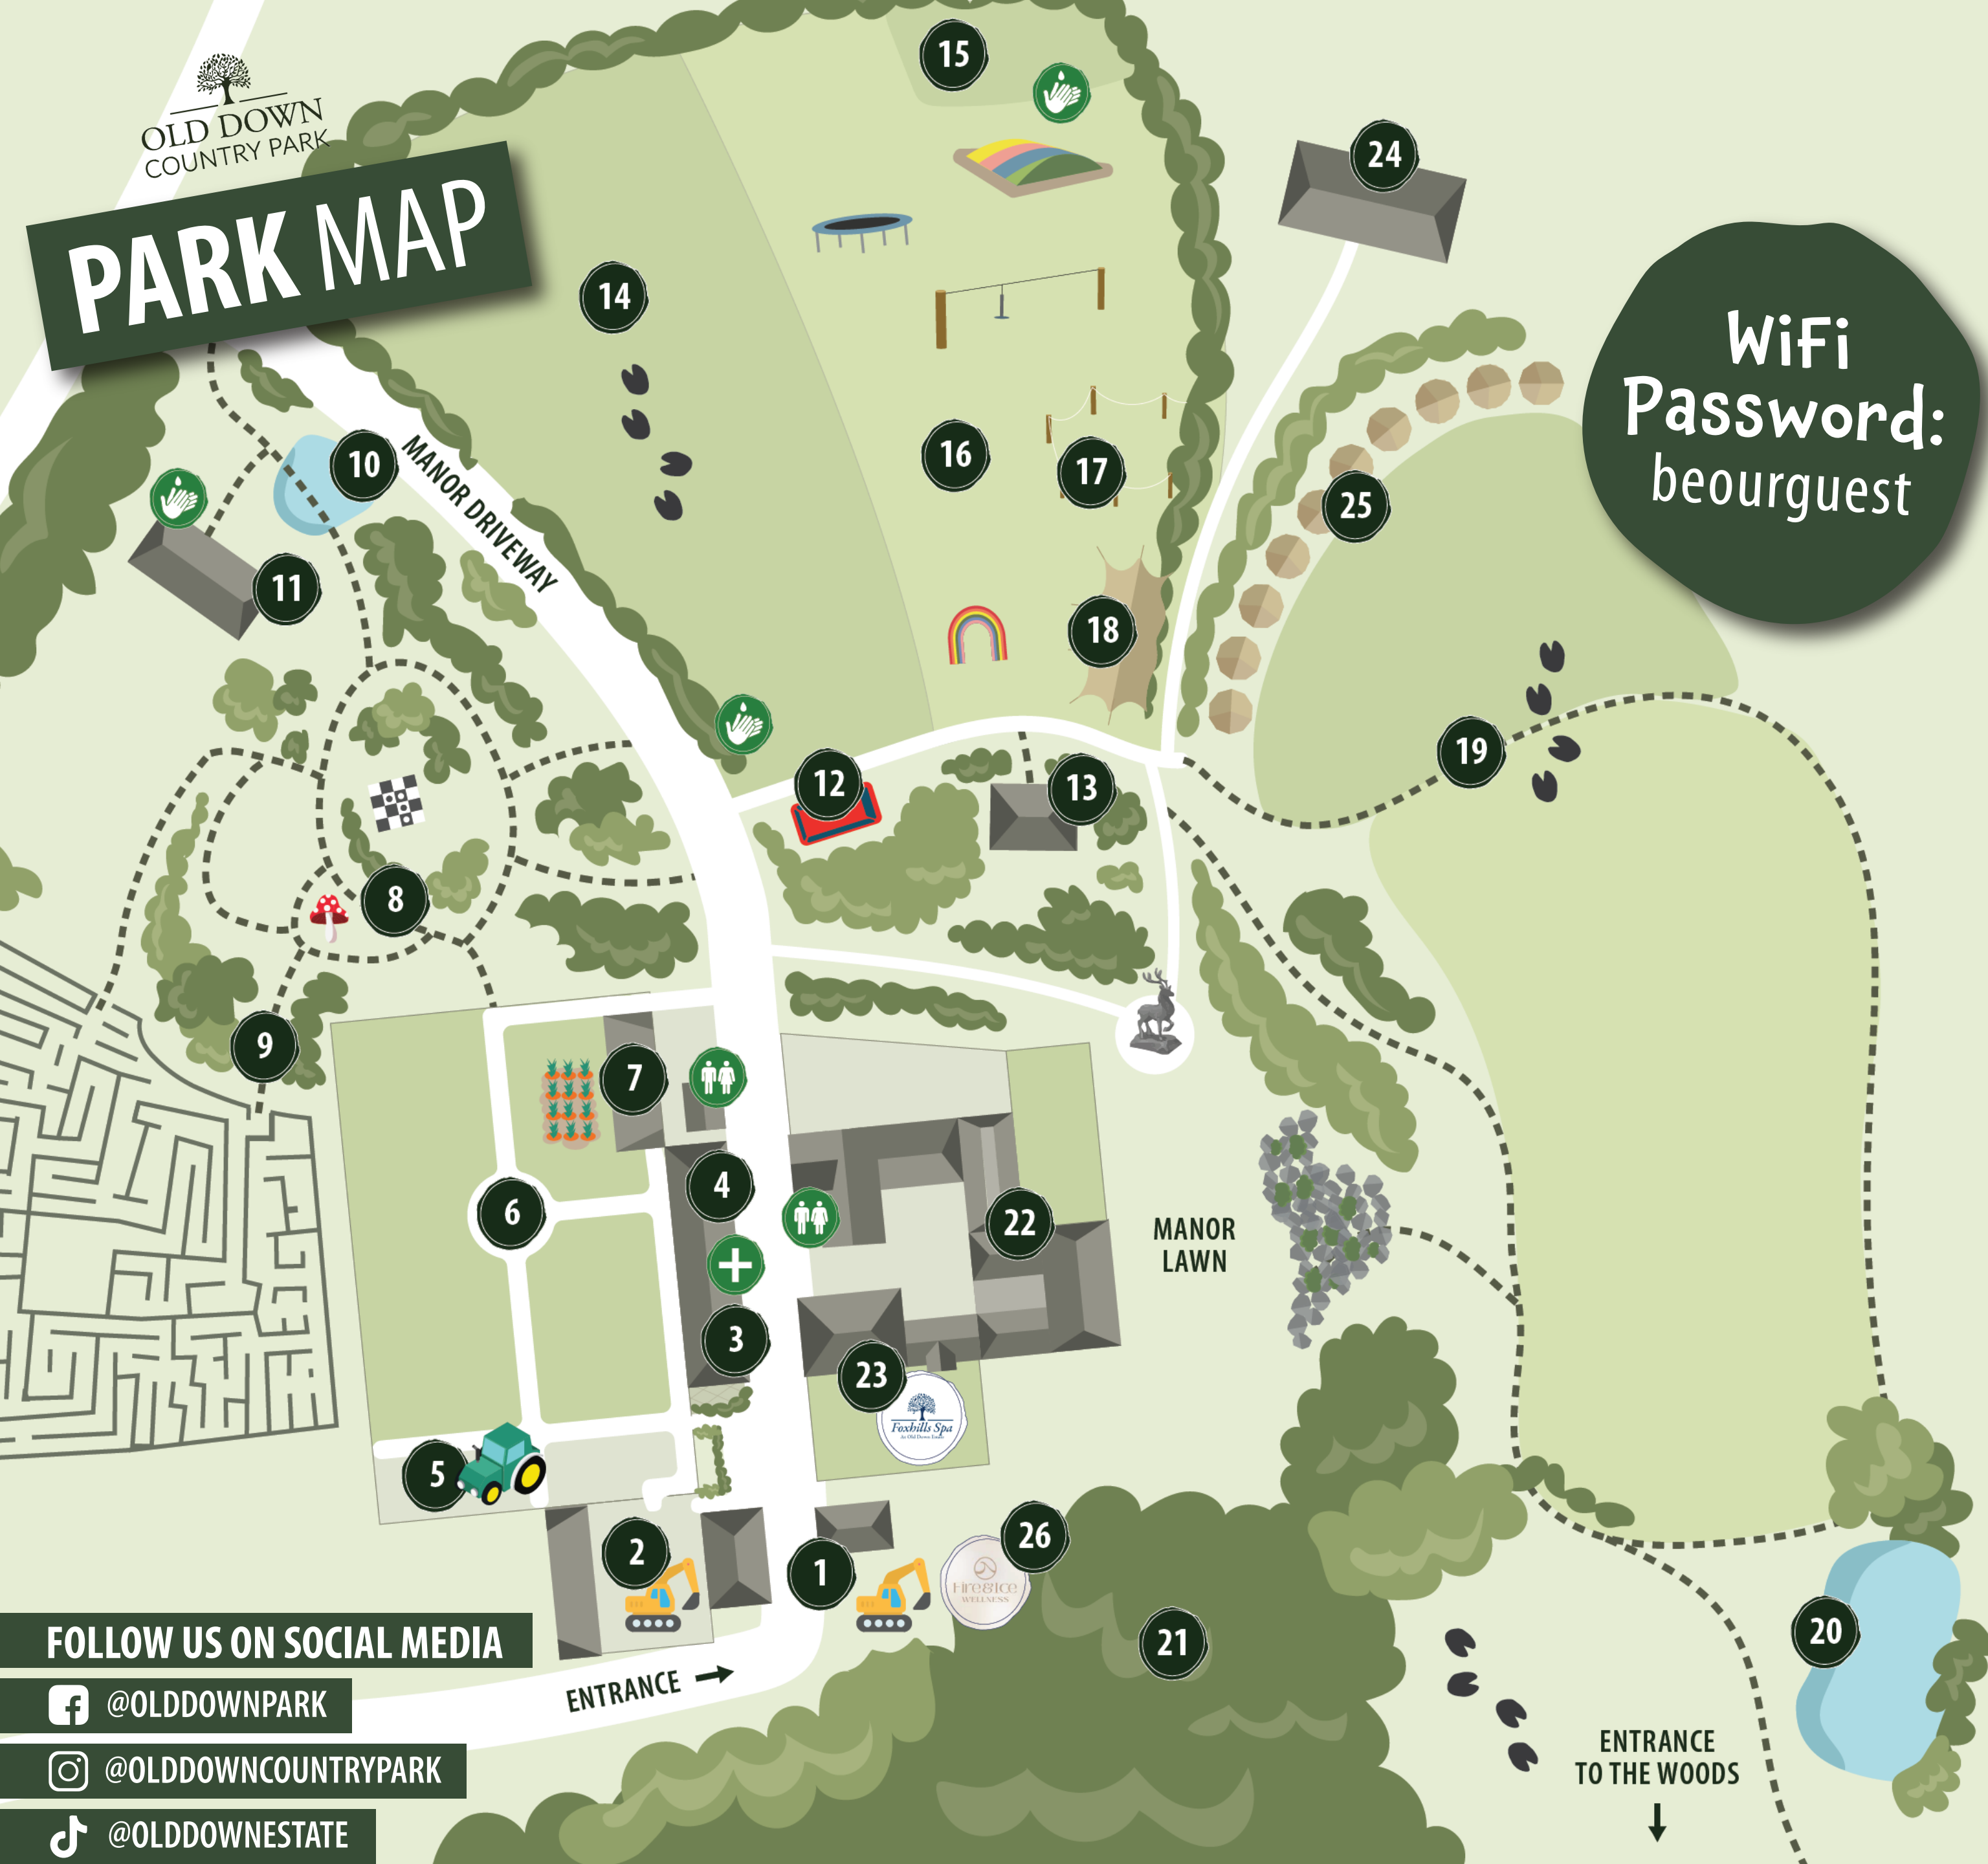 OLD DOWN
COUNTRY PARK
PARK MAP
15
24
14
WiFi
Password:
beourguest
10
MANOR DRIVEWAY
16
17
25
11
18
12
13
19
8
9
7
4
6
22
MANOR
LAWN
3
23
Foxhills Spa
5
26
2
1
Fire&Ice
WELLNESS
21
20
ENTRANCE
ENTRANCE
TO THE WOODS
FOLLOW US ON SOCIAL MEDIA
@OLDDOWNPARK
@OLDDOWNCOUNTRYPARK
@OLDDOWNESTATE